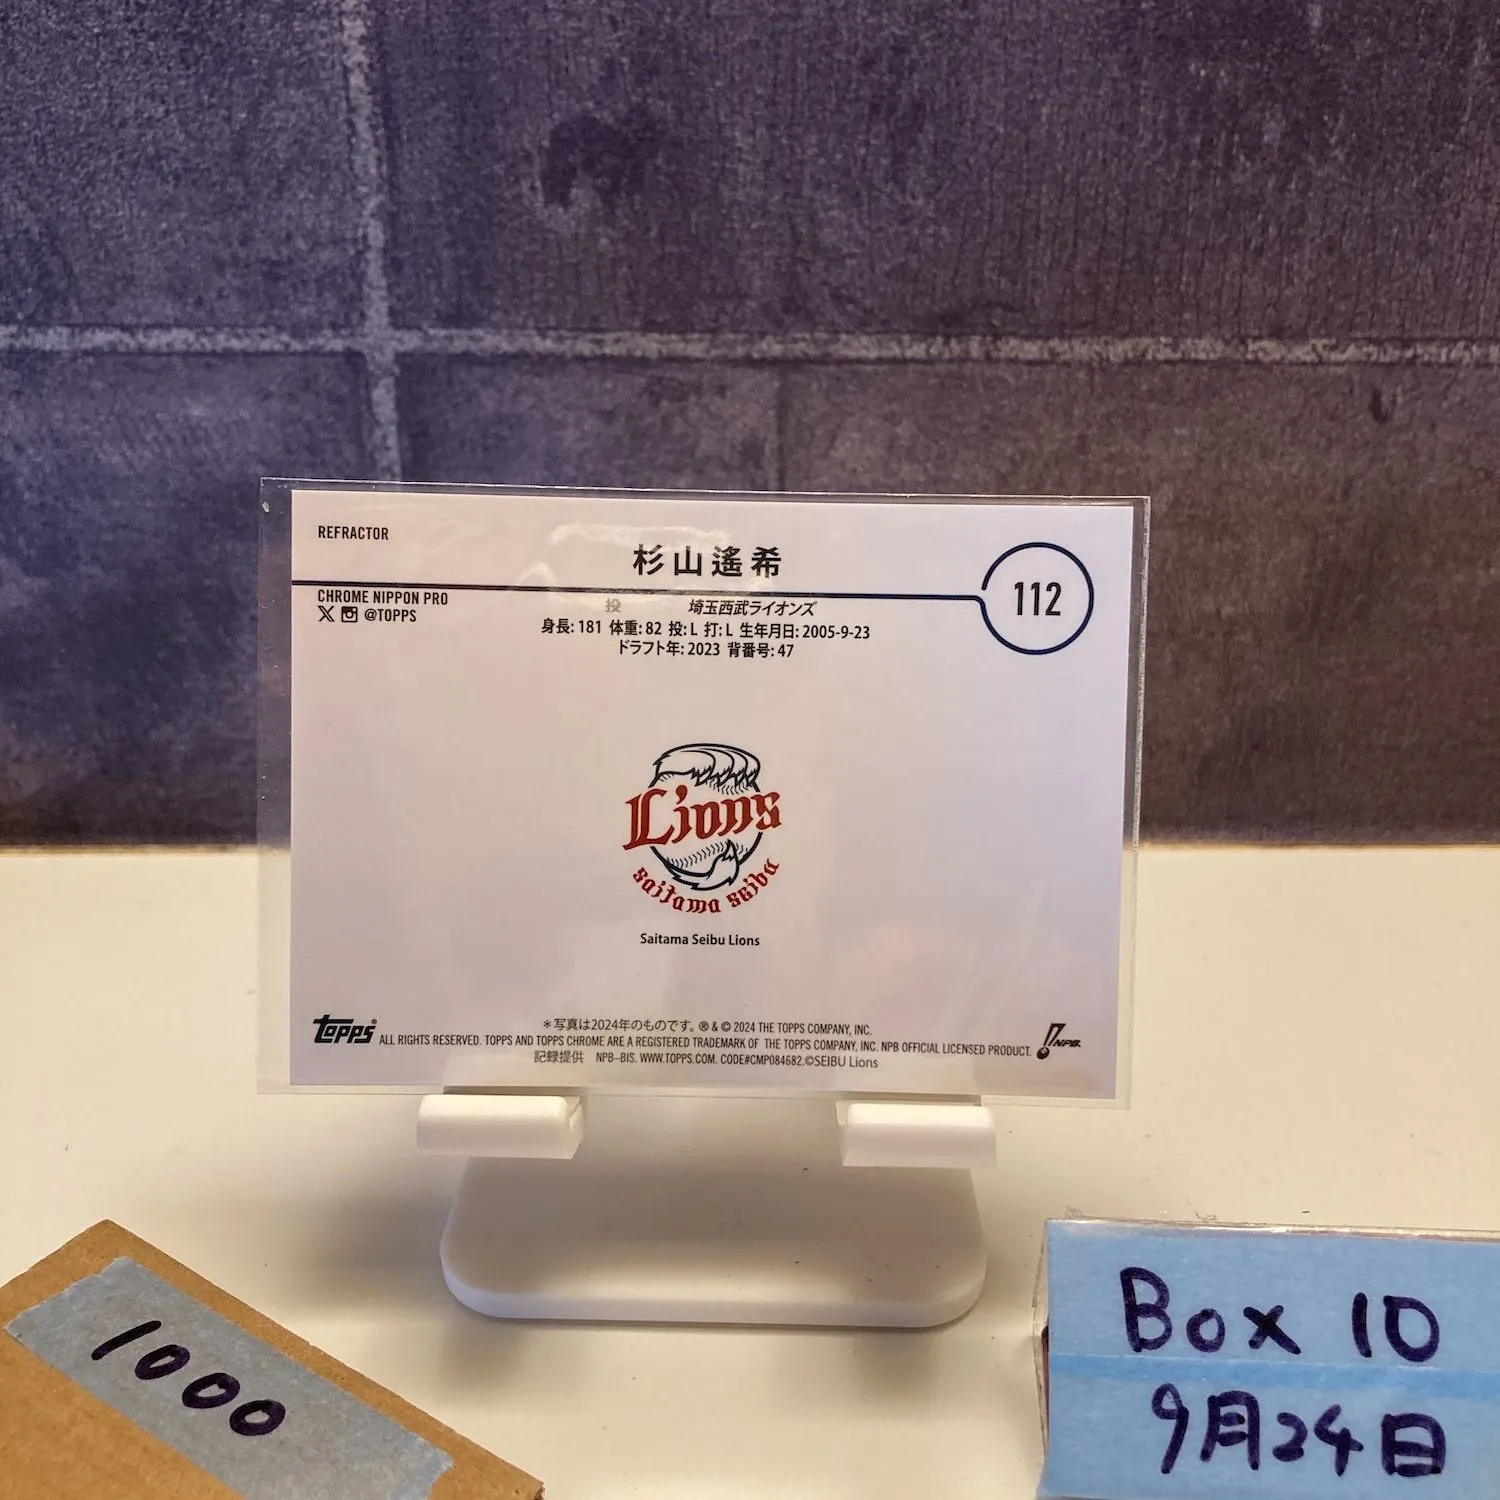 REFRACTOR
杉山遙希
112
CHROME NIPPON PRO
@TOPPS
投 埼玉西武ライオンズ
身長: 181 体重: 82 投: L 打: L 生年月日: 2005-9-23
ドラフト年: 2023 背番号: 47
Lions
Saitama Seibu
Saitama Seibu Lions
Topps®
＊写真は2024年のものです。® & © 2024 THE TOPPS COMPANY, INC.
ALL RIGHTS RESERVED. TOPPS AND TOPPS CHROME ARE A REGISTERED TRADEMARK OF THE TOPPS COMPANY, INC. NPB OFFICIAL LICENSED PRODUCT.
記録提供 NPB-BIS. WWW.TOPPS.COM. CODE#CMP084682.©SEIBU Lions
NPB.
1000
Box 10
9月24日